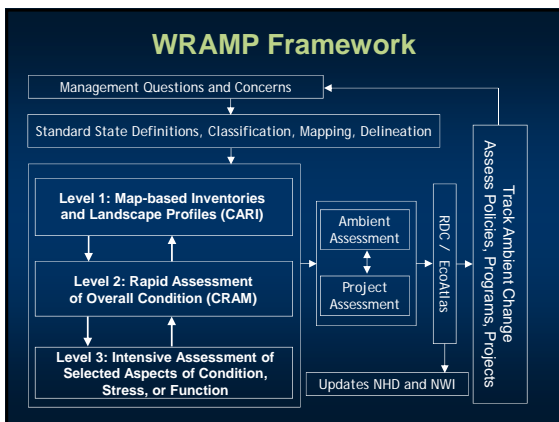 WRAMP Framework
Management Questions and Concerns
Standard State Definitions, Classification, Mapping, Delineation
Level 1: Map-based Inventories
and Landscape Profiles (CARI)
Level 2: Rapid Assessment
of Overall Condition (CRAM)
Level 3: Intensive Assessment of
Selected Aspects of Condition,
Stress, or Function
Ambient
Assessment
Project
Assessment
RDC / EcoAtlas
Updates NHD and NWI
Track Ambient Change
Assess Policies, Programs, Projects